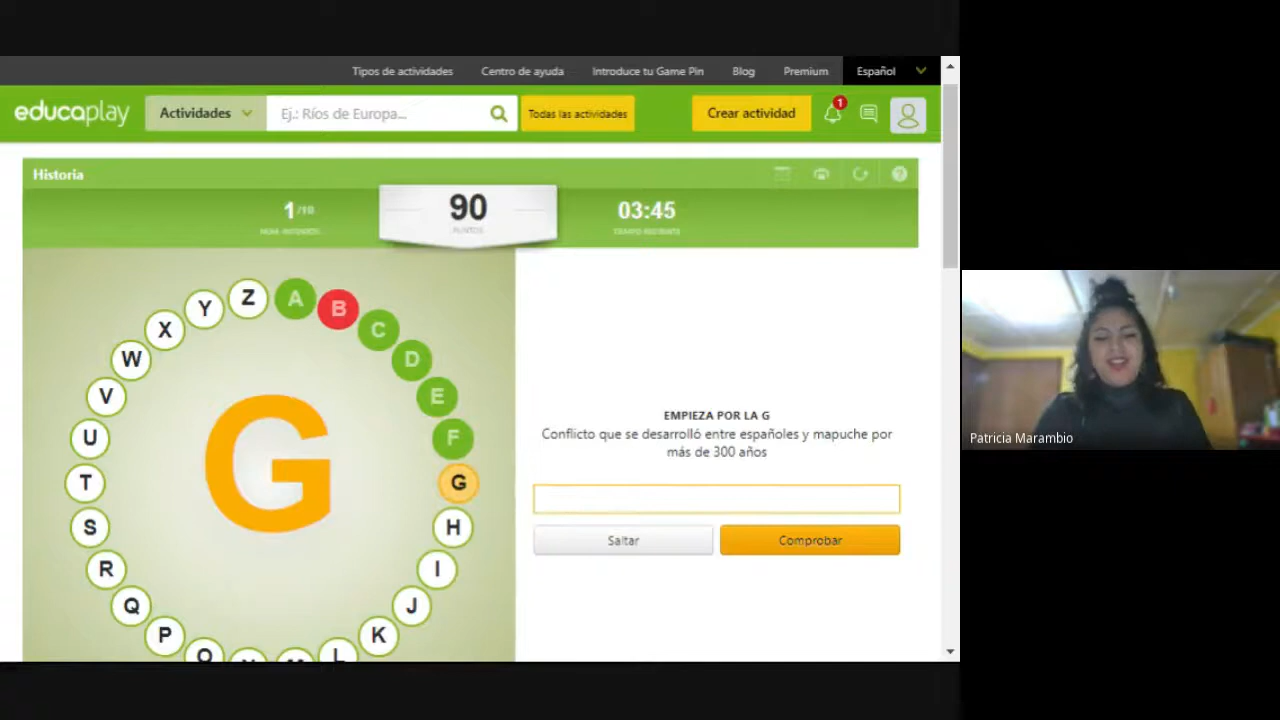 Tipos de actividades Centro de ayuda Introduce tu Game Pin Blog Premium Español
educaplay Actividades Ej.: Ríos de Europa... Todas las actividades Crear actividad 1
Historia
1/10 90 03:45
PUNTOS
Z A B C D E F G H I J K L
Y X W V U T S R Q P O
G
EMPIEZA POR LA G
Conflicto que se desarrolló entre españoles y mapuche por
más de 300 años
Saltar Comprobar
Patricia Marambio